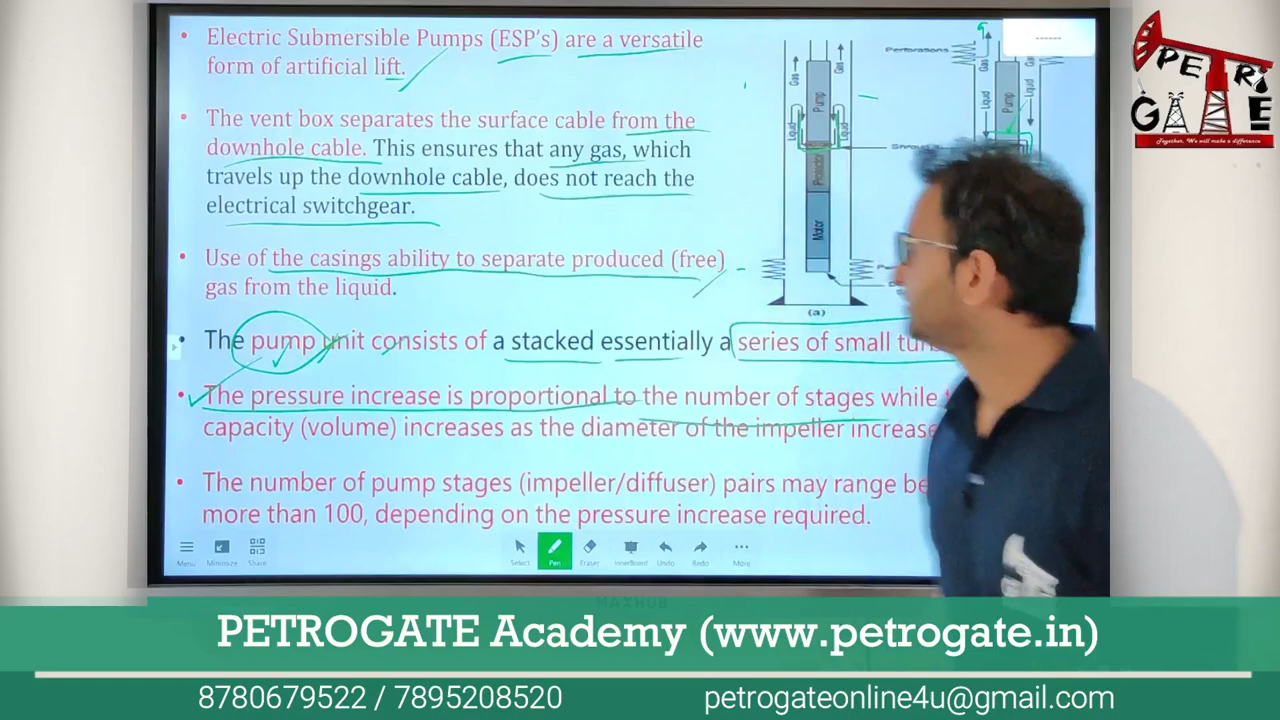 • Electric Submersible Pumps (ESP's) are a versatile
form of artificial lift.
• The vent box separates the surface cable from the
downhole cable. This ensures that any gas, which
travels up the downhole cable, does not reach the
electrical switchgear.
• Use of the casings ability to separate produced (free)
gas from the liquid.
• The pump unit consists of a stacked essentially a series of small
• The pressure increase is proportional to the number of stages while
capacity (volume) increases as the diameter of the impeller increase
• The number of pump stages (impeller/diffuser) pairs may range
more than 100, depending on the pressure increase required.
Gas
Gas
Pump
Liquid
Liquid
Protector
Motor
(a)
Perforations
Gas
Liquid
Pump
Liquid
Menu
Minimize
Share
Select
Pen
Eraser
InnerBoard
Undo
Redo
More
MAXHUB
PETRO
GATE
Together, We will make a difference
PETROGATE Academy (www.petrogate.in)
8780679522 / 7895208520
petrogateonline4u@gmail.com